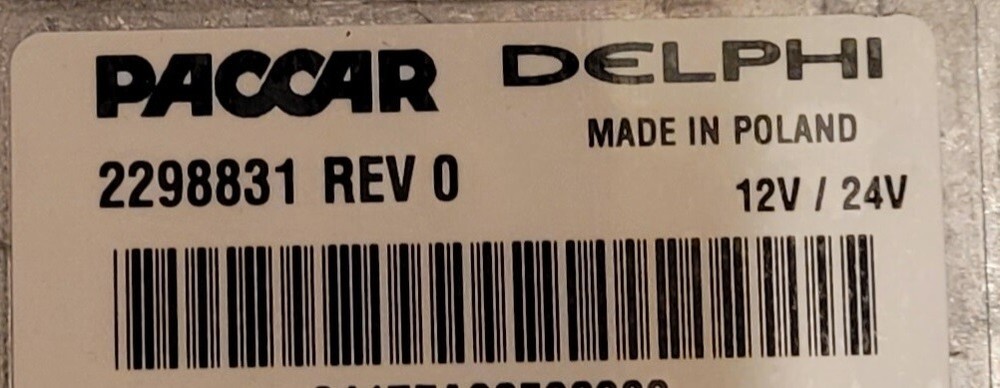 PACCAR DELPHI
MADE IN POLAND
2298831 REV 0
12V / 24V